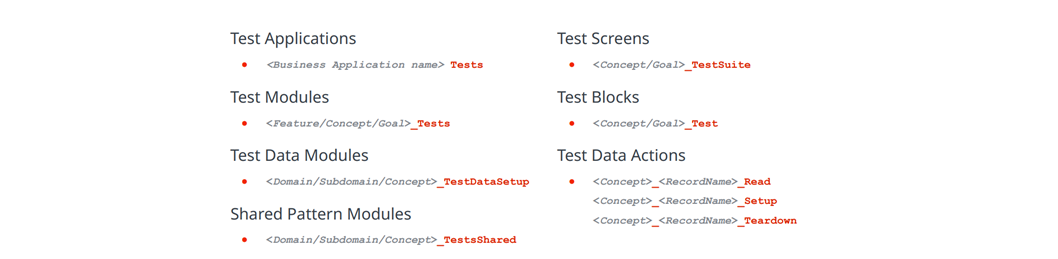 Test Applications
• <Business Application name> Tests
Test Modules
• <Feature/Concept/Goal>_Tests
Test Data Modules
• <Domain/Subdomain/Concept>_TestDataSetup
Shared Pattern Modules
• <Domain/Subdomain/Concept>_TestsShared
Test Screens
• <Concept/Goal>_TestSuite
Test Blocks
• <Concept/Goal>_Test
Test Data Actions
• <Concept>_<RecordName>_Read
<Concept>_<RecordName>_Setup
<Concept>_<RecordName>_Teardown